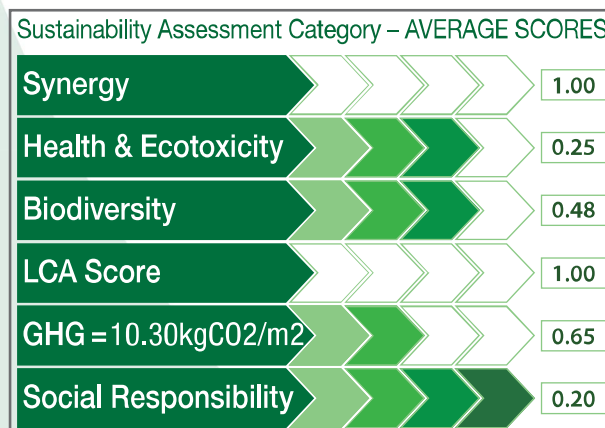 Sustainability Assessment Category – AVERAGE SCORES
Synergy 1.00
Health & Ecotoxicity 0.25
Biodiversity 0.48
LCA Score 1.00
GHG =10.30kgCO2/m2 0.65
Social Responsibility 0.20